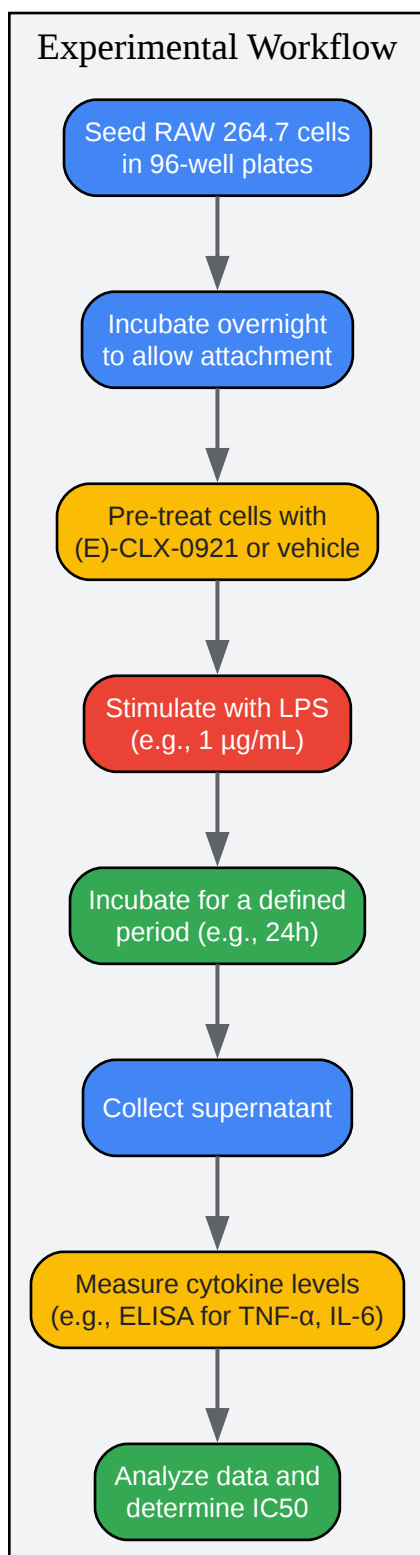 Experimental Workflow
Seed RAW 264.7 cells
in 96-well plates
Incubate overnight
to allow attachment
Pre-treat cells with
(E)-CLX-0921 or vehicle
Stimulate with LPS
(e.g., 1 µg/mL)
Incubate for a defined
period (e.g., 24h)
Collect supernatant
Measure cytokine levels
(e.g., ELISA for TNF-α, IL-6)
Analyze data and
determine IC50